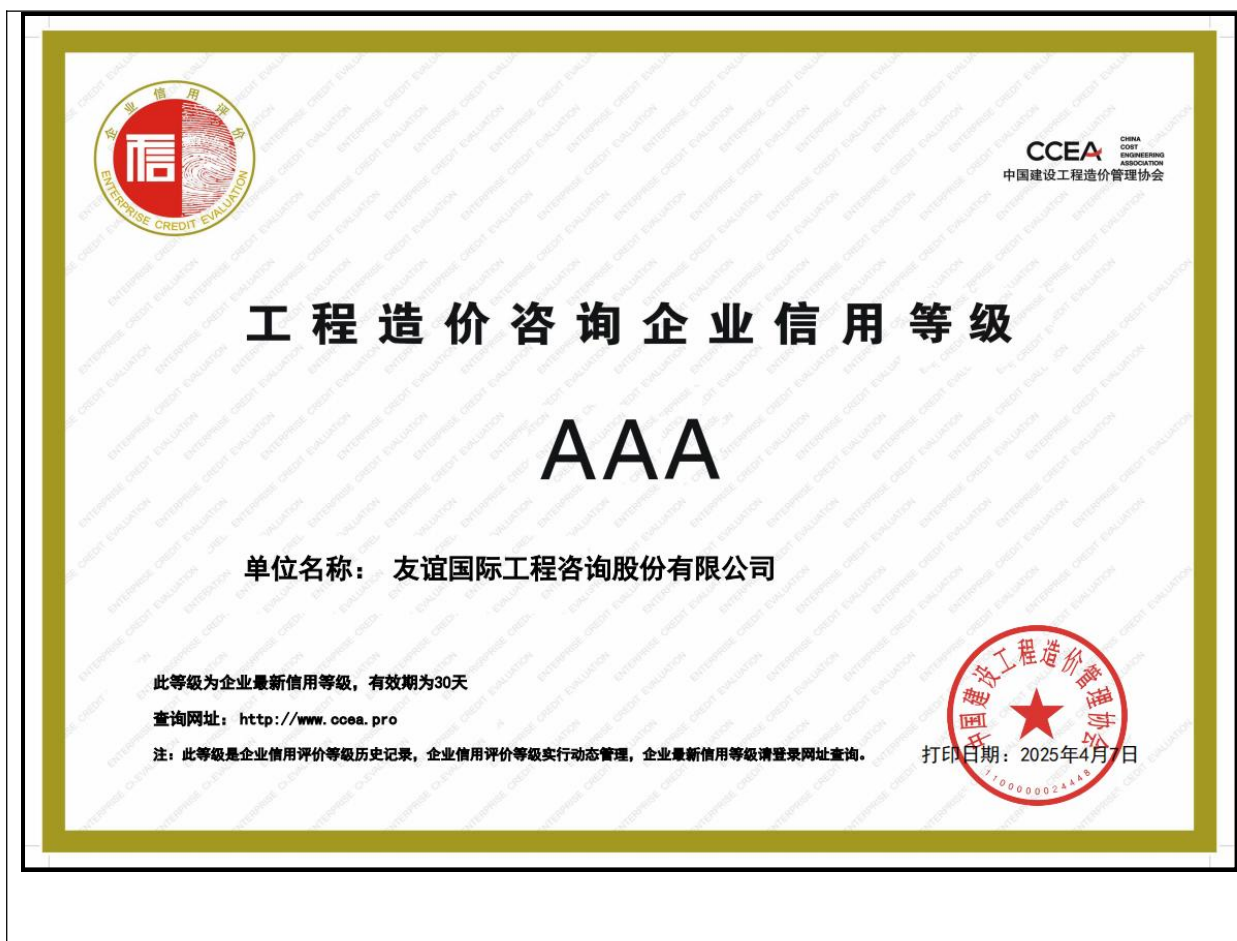 企业信用评价
信
ENTERPRISE CREDIT EVALUATION
CCEA
CHINA
COST
ENGINEERING
ASSOCIATION
中国建设工程造价管理协会
工程造价咨询企业信用等级
AAA
单位名称： 友谊国际工程咨询股份有限公司
此等级为企业最新信用等级，有效期为30天
查询网址：http://www.ccea.pro
注：此等级是企业信用评价等级历史记录，企业信用评价等级实行动态管理，企业最新信用等级请登录网址查询。
中国建设工程造价管理协会
打印日期：2025年4月7日
1100000024448